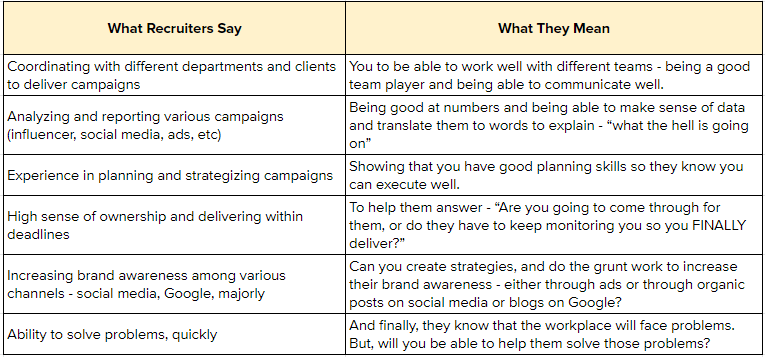 What Recruiters Say
What They Mean
Coordinating with different departments and clients
to deliver campaigns
You to be able to work well with different teams - being a good
team player and being able to communicate well.
Analyzing and reporting various campaigns
(influencer, social media, ads, etc)
Being good at numbers and being able to make sense of data
and translate them to words to explain - “what the hell is going
on”
Experience in planning and strategizing campaigns
Showing that you have good planning skills so they know you
can execute well.
High sense of ownership and delivering within
deadlines
To help them answer - “Are you going to come through for
them, or do they have to keep monitoring you so you FINALLY
deliver?”
Increasing brand awareness among various
channels - social media, Google, majorly
Can you create strategies, and do the grunt work to increase
their brand awareness - either through ads or through organic
posts on social media or blogs on Google?
Ability to solve problems, quickly
And finally, they know that the workplace will face problems.
But, will you be able to help them solve those problems?